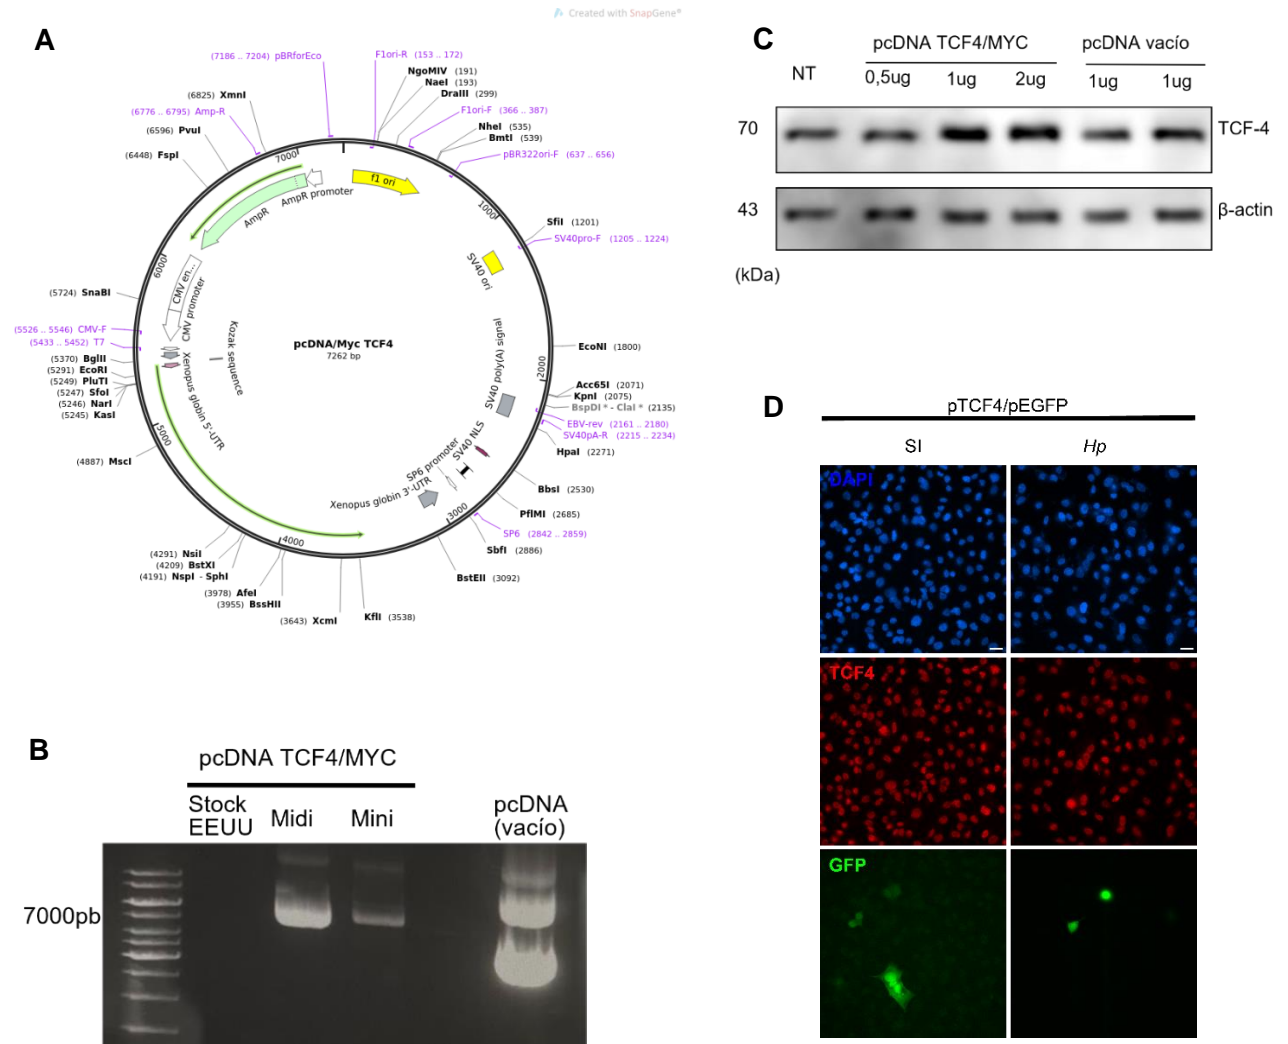 Created with SnapGene®
A
(7186 .. 7204) pBRforEco
F1ori-R (153 .. 172)
NgoMIV (191)
NaeI (193)
DraIII (299)
(6825) XmnI
(6776 .. 6795) Amp-R
F1ori-F (366 .. 387)
(6596) PvuI
NheI (535)
BmtI (539)
(6448) FspI
pBR322ori-F (637 .. 656)
7000
f1 ori
AmpR promoter
AmpR
1000
SfiI (1201)
SV40pro-F (1205 .. 1224)
6000
SV40 ori
CMV en...
CMV promoter
(5724) SnaBI
(5526 .. 5546) CMV-F
(5433 .. 5452) T7
(5370) BglII
(5291) EcoRI
(5249) PluTI
(5247) SfoI
(5246) NarI
(5245) KasI
Kozak sequence
Xenopus globin 5'-UTR
pcDNA/Myc TCF4
7262 bp
SV40 poly(A) signal
EcoNI (1800)
2000
Acc65I (2071)
KpnI (2075)
BspDI * - ClaI * (2135)
EBV-rev (2161 .. 2180)
SV40pA-R (2215 .. 2234)
HpaI (2271)
5000
(4887) MscI
SP6 promoter
SV40 NLS
Xenopus globin 3'-UTR
BbsI (2530)
PflMI (2685)
3000
SP6 (2842 .. 2859)
SbfI (2886)
4000
(4291) NsiI
(4209) BstXI
(4191) NspI - SphI
(3978) AfeI
(3955) BssHII
(3643) XcmI
KflI (3538)
BstEII (3092)
B
pcDNA TCF4/MYC
Stock
EEUU
Midi
Mini
pcDNA
(vacío)
7000pb
C
pcDNA TCF4/MYC
pcDNA vacío
NT
0,5ug
1ug
2ug
1ug
1ug
70
TCF-4
43
β-actin
(kDa)
D
pTCF4/pEGFP
SI
Hp
DAPI
TCF4
GFP